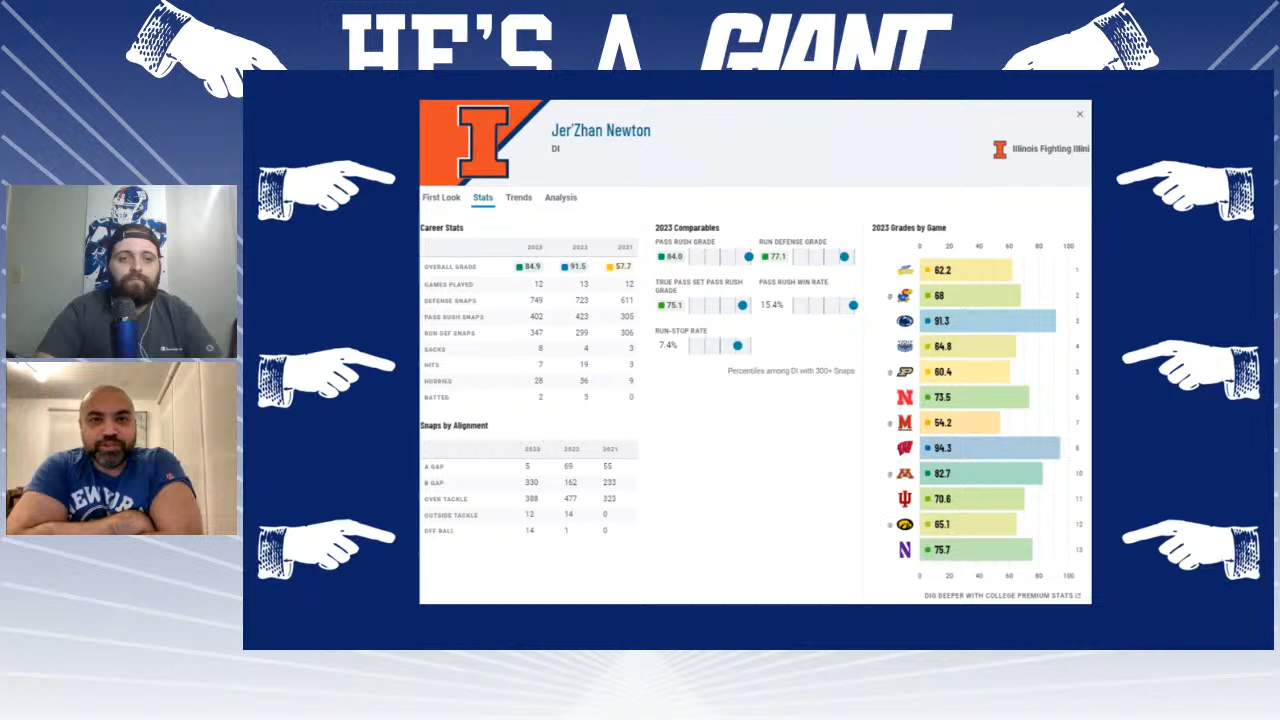 HE'S A GIANT
Jer'Zhan Newton
DI
Illinois Fighting Illini
First Look Stats Trends Analysis
Career Stats
2023 2022 2021
OVERALL GRADE 84.9 91.5 57.7
GAMES PLAYED 12 13 12
DEFENSE SNAPS 749 723 611
PASS RUSH SNAPS 402 423 305
RUN DEF SNAPS 347 299 306
SACKS 8 4 3
HITS 7 19 3
HURRIES 28 36 9
BATTED 2 3 0
Snaps by Alignment
2023 2022 2021
A GAP 5 69 55
B GAP 330 162 233
OVER TACKLE 388 477 323
OUTSIDE TACKLE 12 14 0
OFF BALL 14 1 0
2023 Comparables
PASS RUSH GRADE RUN DEFENSE GRADE
84.0 77.1
TRUE PASS SET PASS RUSH GRADE PASS RUSH WIN RATE
75.1 15.4%
RUN-STOP RATE
7.4%
Percentiles among DI with 300+ Snaps
2023 Grades by Game
0 20 40 60 80 100
62.2 1
@ 68 2
91.3 3
64.8 4
@ 60.4 5
73.5 6
@ 54.2 7
94.3 8
@ 82.7 10
70.6 11
@ 65.1 12
75.7 13
0 20 40 60 80 100
DIG DEEPER WITH COLLEGE PREMIUM STATS